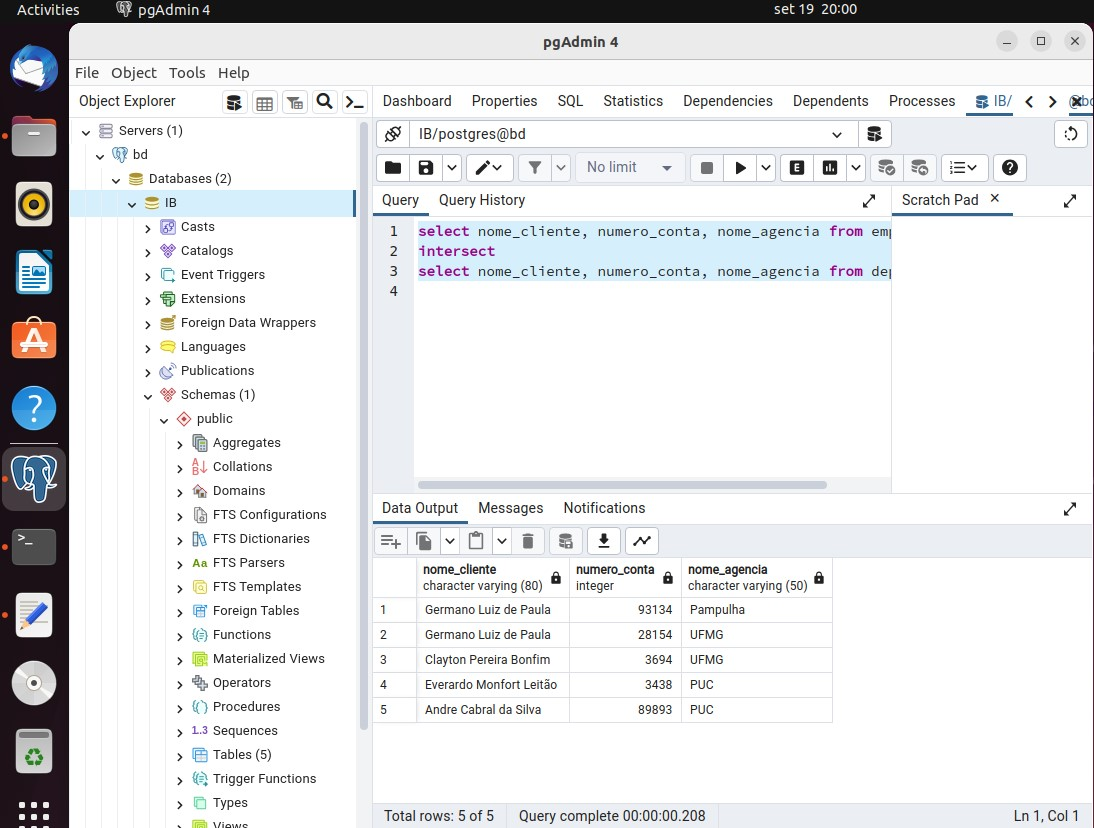 Activities
pgAdmin 4
set 19 20:00
pgAdmin 4
File Object Tools Help
Object Explorer
Dashboard Properties SQL Statistics Dependencies Dependents Processes IB/
Servers (1)
bd
Databases (2)
IB
Casts
Catalogs
Event Triggers
Extensions
Foreign Data Wrappers
Languages
Publications
Schemas (1)
public
Aggregates
Collations
Domains
FTS Configurations
FTS Dictionaries
Aa FTS Parsers
FTS Templates
Foreign Tables
Functions
Materialized Views
Operators
Procedures
1..3 Sequences
Tables (5)
Trigger Functions
Types
Views
IB/postgres@bd
No limit
E
Query Query History
Scratch Pad
1 select nome_cliente, numero_conta, nome_agencia from emp
2 intersect
3 select nome_cliente, numero_conta, nome_agencia from dep
4
Data Output Messages Notifications
nome_cliente numero_conta nome_agencia
character varying (80) integer character varying (50)
1 Germano Luiz de Paula 93134 Pampulha
2 Germano Luiz de Paula 28154 UFMG
3 Clayton Pereira Bonfim 3694 UFMG
4 Everardo Monfort Leitão 3438 PUC
5 Andre Cabral da Silva 89893 PUC
Total rows: 5 of 5 Query complete 00:00:00.208 Ln 1, Col 1